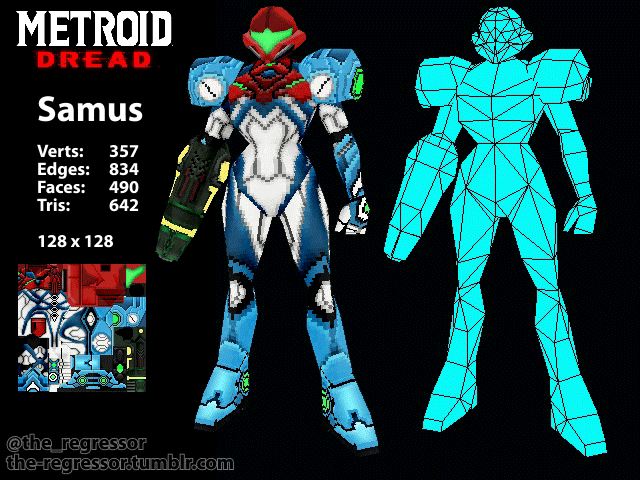 METROID
DREAD
Samus
Verts: 357
Edges: 834
Faces: 490
Tris: 642
128 x 128
@the_regressor
the-regressor.tumblr.com